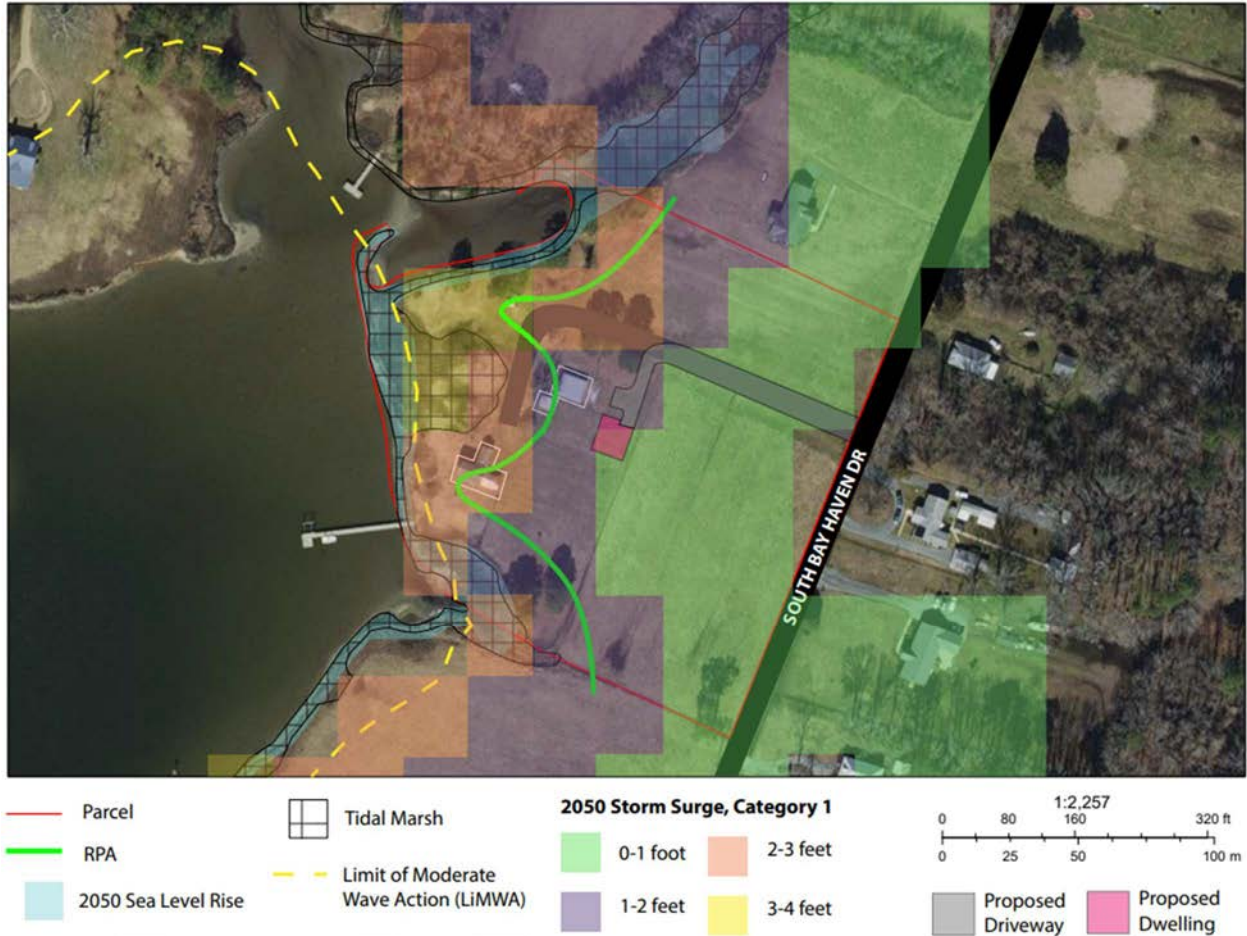 SOUTH BAY HAVEN DR
Parcel
RPA
2050 Sea Level Rise
Tidal Marsh
Limit of Moderate
Wave Action (LiMWA)
2050 Storm Surge, Category 1
0-1 foot
2-3 feet
1-2 feet
3-4 feet
1:2,257
0 80 160 320 ft
0 25 50 100 m
Proposed
Driveway
Proposed
Dwelling